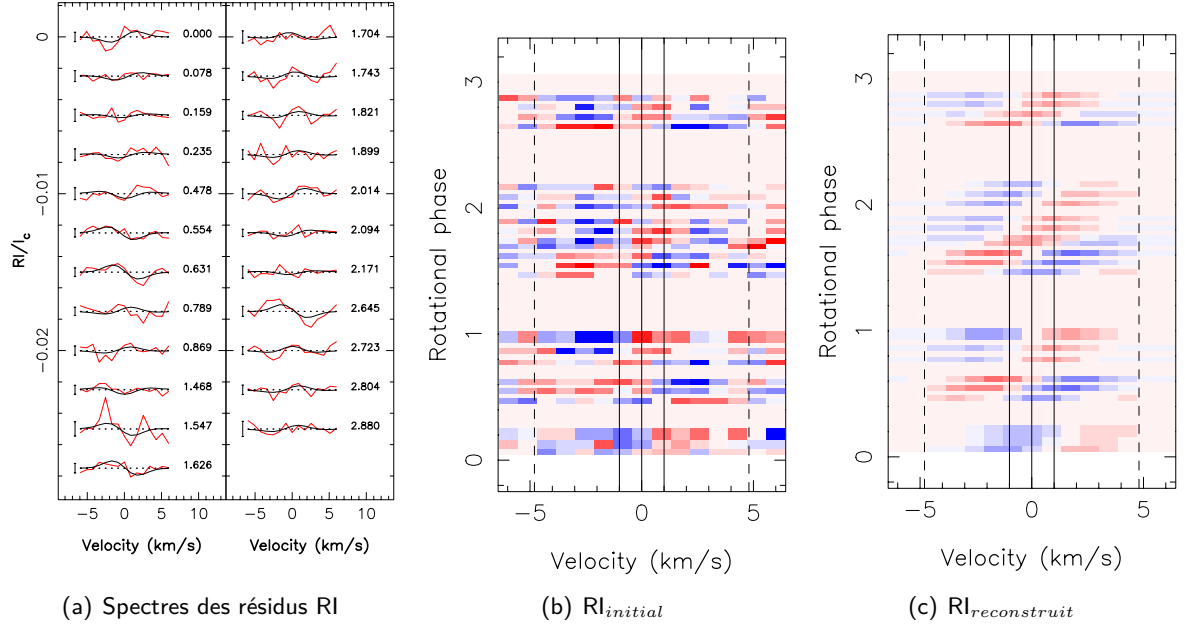 0
−0.01
−0.02
RI/Ic
0.000
0.078
0.159
0.235
0.478
0.554
0.631
0.789
0.869
1.468
1.547
1.626
1.704
1.743
1.821
1.899
2.014
2.094
2.171
2.645
2.723
2.804
2.880
−5 0 5 10
−5 0 5 10
Velocity (km/s)
Velocity (km/s)
(a) Spectres des résidus RI
Rotational phase
3
2
1
0
−5 0 5
Velocity (km/s)
(b) RIinitial
Rotational phase
3
2
1
0
−5 0 5
Velocity (km/s)
(c) RIreconstruit